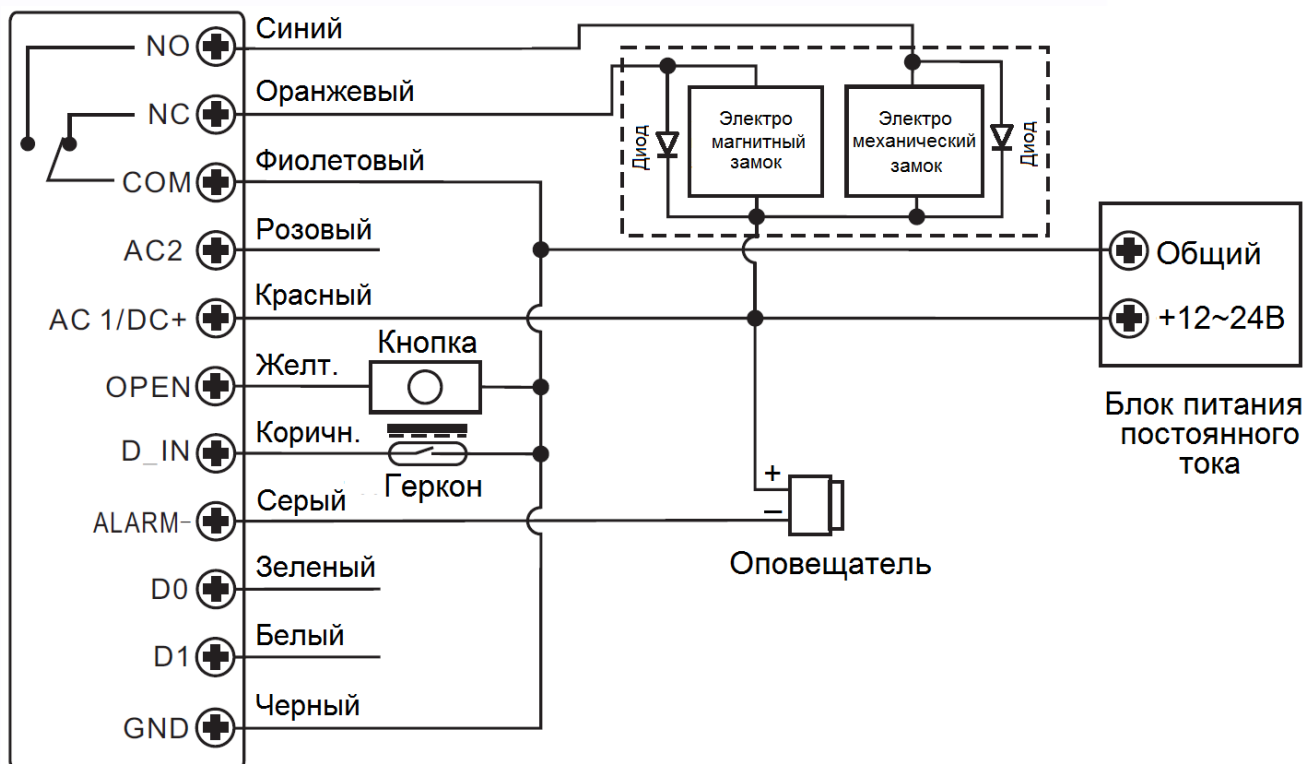 NO
Синий
NC
Оранжевый
COM
Фиолетовый
AC2
Розовый
AC 1/DC+
Красный
OPEN
Желт.
Кнопка
D_IN
Коричн.
Геркон
ALARM-
Серый
D0
Зеленый
D1
Белый
GND
Черный
Диод
Электро
магнитный
замок
Электро
механический
замок
Диод
Общий
+12~24В
Блок питания
постоянного
тока
+
–
Оповещатель